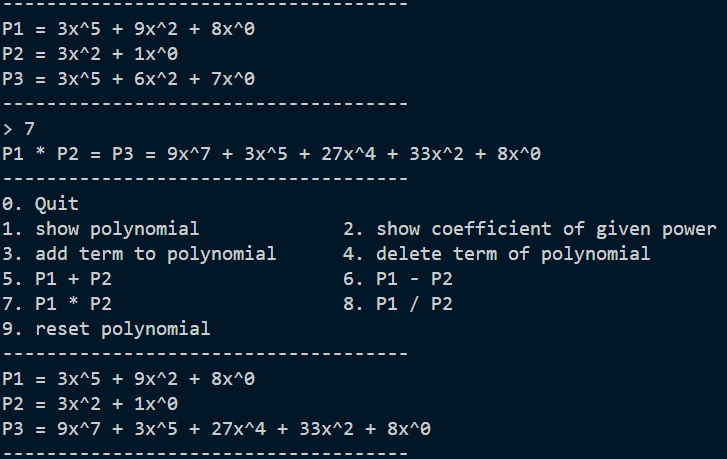 -------------------------------------
P1 = 3x^5 + 9x^2 + 8x^0
P2 = 3x^2 + 1x^0
P3 = 3x^5 + 6x^2 + 7x^0
-------------------------------------
> 7
P1 * P2 = P3 = 9x^7 + 3x^5 + 27x^4 + 33x^2 + 8x^0
-------------------------------------
0. Quit
1. show polynomial 2. show coefficient of given power
3. add term to polynomial 4. delete term of polynomial
5. P1 + P2 6. P1 - P2
7. P1 * P2 8. P1 / P2
9. reset polynomial
-------------------------------------
P1 = 3x^5 + 9x^2 + 8x^0
P2 = 3x^2 + 1x^0
P3 = 9x^7 + 3x^5 + 27x^4 + 33x^2 + 8x^0
-------------------------------------